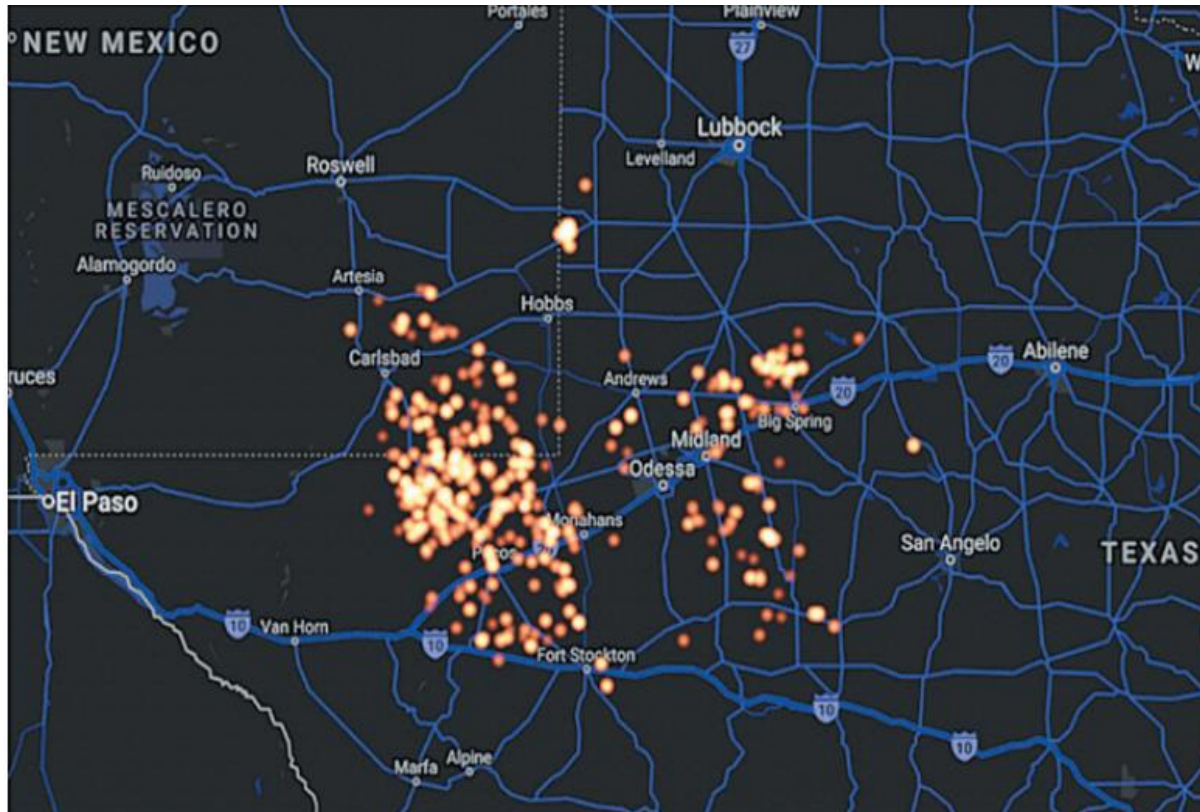 Portales
Plainview
NEW MEXICO
27
W
Lubbock
Levelland
Roswell
Ruidoso
MESCALERO
RESERVATION
Alamogordo
Artesia
Hobbs
Carlsbad
20
Abilene
ruces
Andrews
20
Big Spring
Midland
Odessa
El Paso
Monahans
San Angelo
TEXAS
Pecos
20
10
Van Horn
10
Fort Stockton
10
10
Alpine
Marfa